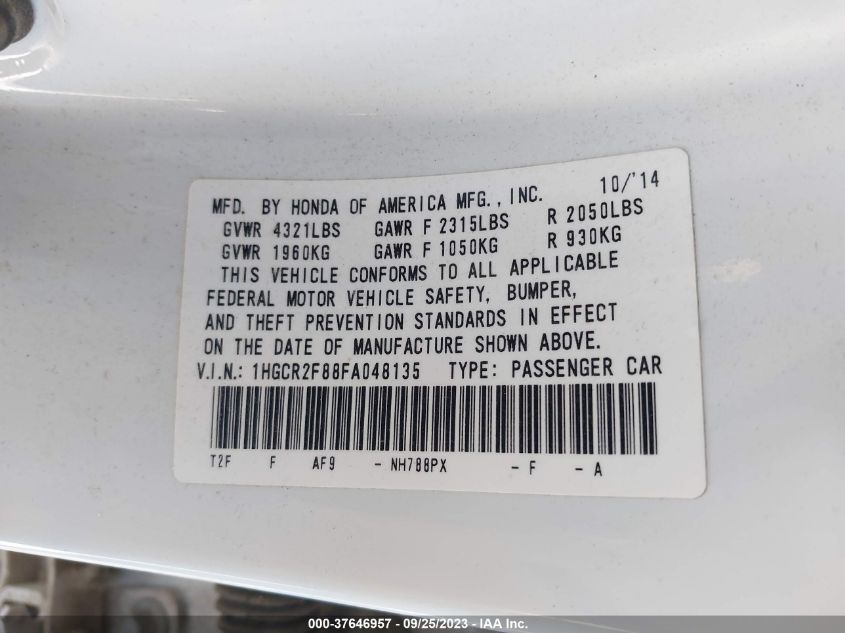 MFD. BY HONDA OF AMERICA MFG., INC. 10/'14
GVWR 4321LBS GAWR F 2315LBS R 2050LBS
GVWR 1960KG GAWR F 1050KG R 930KG
THIS VEHICLE CONFORMS TO ALL APPLICABLE
FEDERAL MOTOR VEHICLE SAFETY, BUMPER,
AND THEFT PREVENTION STANDARDS IN EFFECT
ON THE DATE OF MANUFACTURE SHOWN ABOVE.
V.I.N.: 1HGCR2F88FA048135 TYPE: PASSENGER CAR
T2F F AF9 - NH788PX - F - A
000-37646957 - 09/25/2023 - IAA Inc.